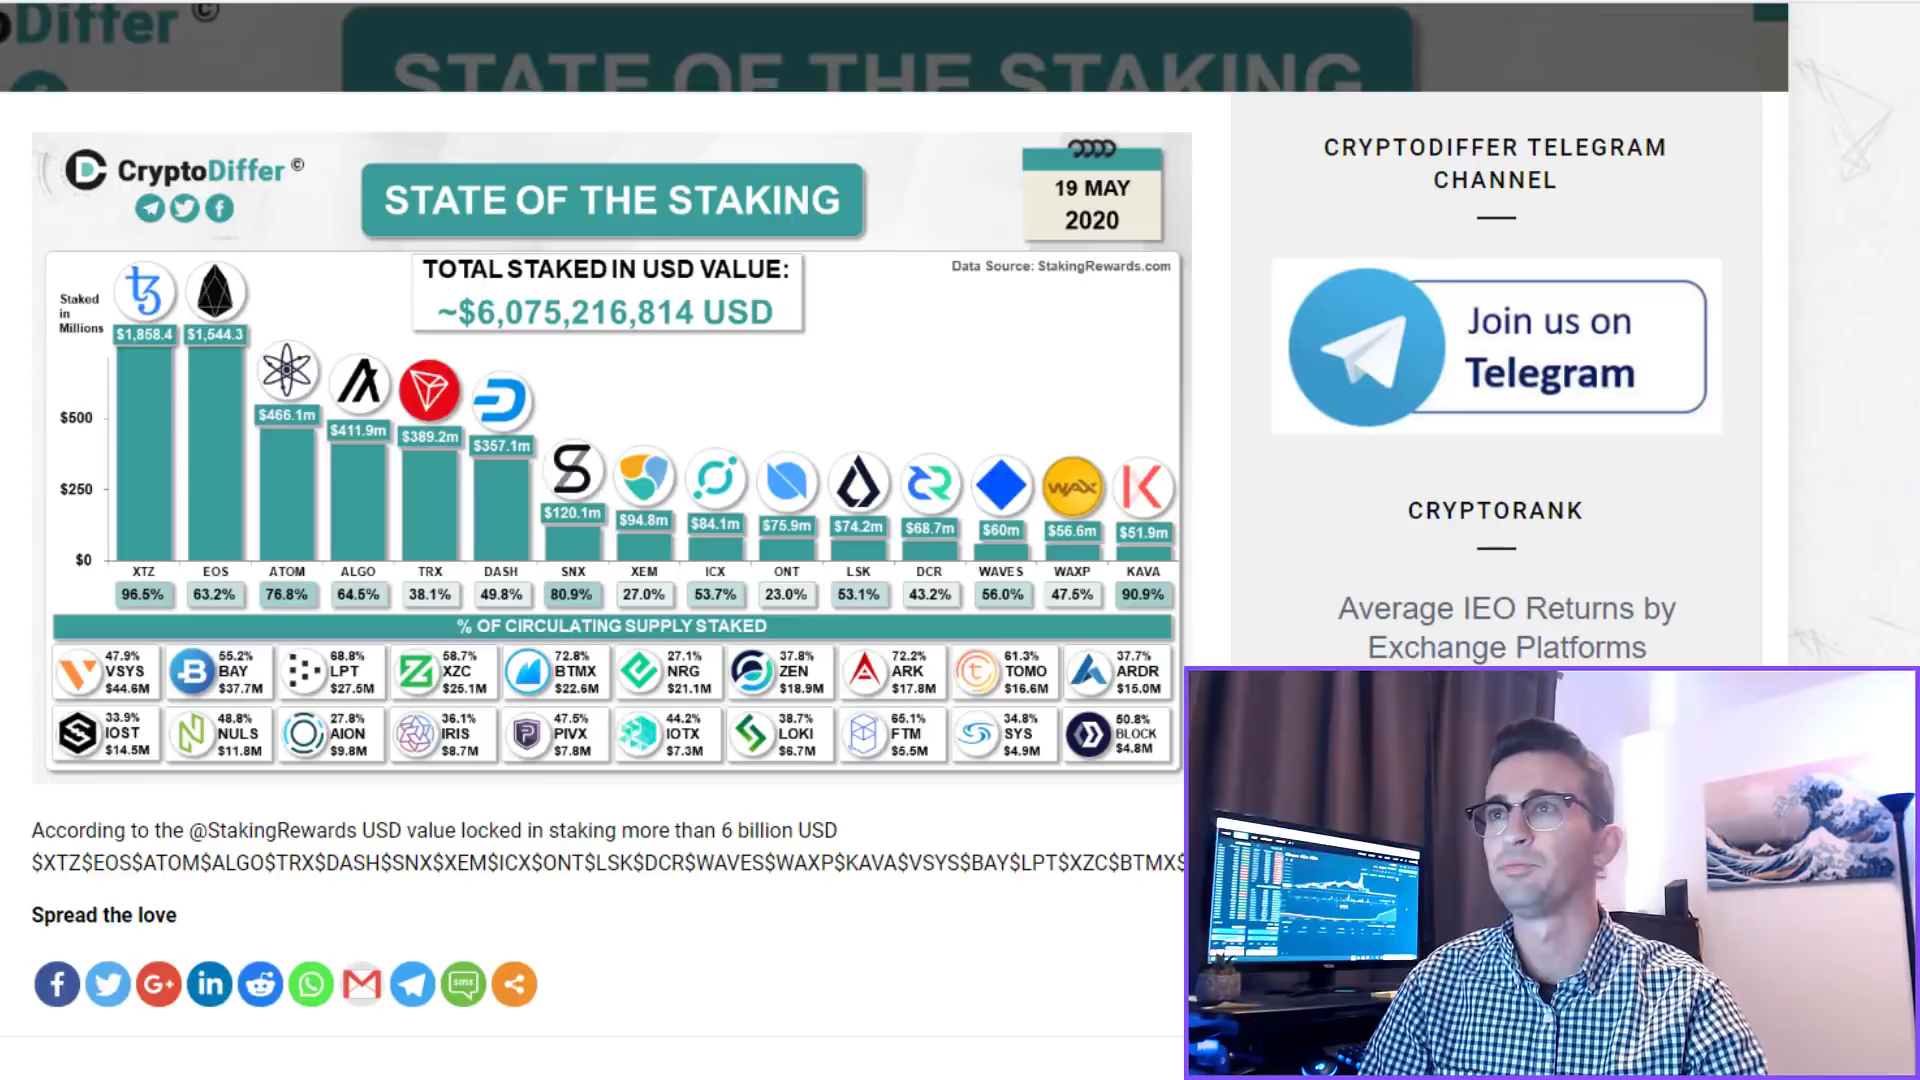 Differ ©
STATE OF THE STAKING
CryptoDiffer ©
STATE OF THE STAKING
19 MAY
2020
TOTAL STAKED IN USD VALUE:
~$6,075,216,814 USD
Data Source: StakingRewards.com
Staked
in
Millions
$1,858.4
$1,544.3
$466.1m
$411.9m
$389.2m
$357.1m
$120.1m
$94.8m
$84.1m
$75.9m
$74.2m
$68.7m
$60m
$56.6m
$51.9m
WAX
$500
$250
$0
XTZ EOS ATOM ALGO TRX DASH SNX XEM ICX ONT LSK DCR WAVES WAXP KAVA
96.5% 63.2% 76.8% 64.5% 38.1% 49.8% 80.9% 27.0% 53.7% 23.0% 53.1% 43.2% 56.0% 47.5% 90.9%
% OF CIRCULATING SUPPLY STAKED
47.9% 55.2% 68.8% 58.7% 72.8% 27.1% 37.8% 72.2% 61.3% 37.7%
VSYS BAY LPT XZC BTMX NRG ZEN ARK TOMO ARDR
$44.6M $37.7M $27.5M $25.1M $22.6M $21.1M $18.9M $17.8M $16.6M $15.0M
33.9% 48.8% 27.8% 36.1% 47.5% 44.2% 38.7% 65.1% 34.8% 50.8%
IOST NULS AION IRIS PIVX IOTX LOKI FTM SYS BLOCK
$14.5M $11.8M $9.8M $8.7M $7.8M $7.3M $6.7M $5.5M $4.9M $4.8M
According to the @StakingRewards USD value locked in staking more than 6 billion USD
$XTZ$EOS$ATOM$ALGO$TRX$DASH$SNX$XEM$ICX$ONT$LSK$DCR$WAVES$WAXP$KAVA$VSYS$BAY$LPT$XZC$BTMX$
Spread the love
G+
in
sms
CRYPTODIFFER TELEGRAM
CHANNEL
Join us on
Telegram
CRYPTORANK
Average IEO Returns by
Exchange Platforms